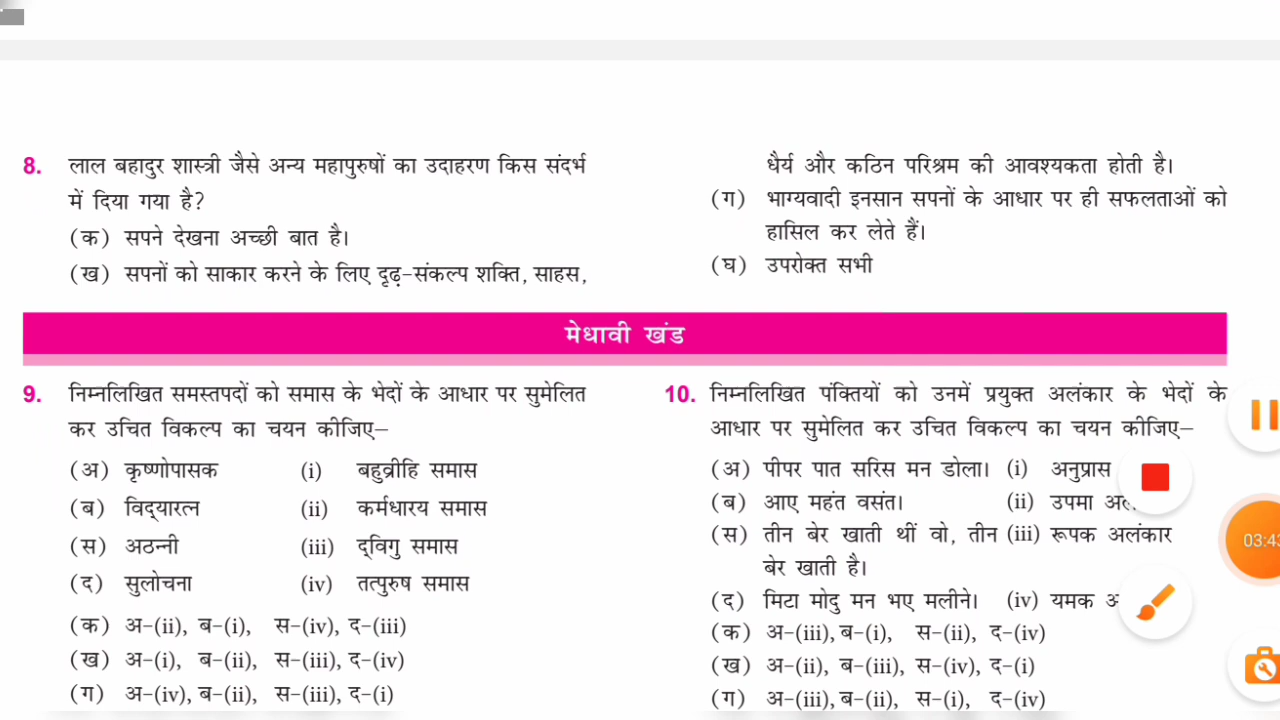 8. लाल बहादुर शास्त्री जैसे अन्य महापुरुषों का उदाहरण किस संदर्भ
में दिया गया है?
(क) सपने देखना अच्छी बात है।
(ख) सपनों को साकार करने के लिए दृढ़-संकल्प शक्ति, साहस,
धैर्य और कठिन परिश्रम की आवश्यकता होती है।
(ग) भाग्यवादी इनसान सपनों के आधार पर ही सफलताओं को
हासिल कर लेते हैं।
(घ) उपरोक्त सभी
मेधावी खंड
9. निम्नलिखित समस्तपदों को समास के भेदों के आधार पर सुमेलित
कर उचित विकल्प का चयन कीजिए–
(अ) कृष्णोपासक (i) बहुव्रीहि समास
(ब) विद्यारत्न (ii) कर्मधारय समास
(स) अठन्नी (iii) द्विगु समास
(द) सुलोचना (iv) तत्पुरुष समास
(क) अ–(ii), ब–(i), स–(iv), द–(iii)
(ख) अ–(i), ब–(ii), स–(iii), द–(iv)
(ग) अ–(iv), ब–(ii), स–(iii), द–(i)
10. निम्नलिखित पंक्तियों को उनमें प्रयुक्त अलंकार के भेदों के
आधार पर सुमेलित कर उचित विकल्प का चयन कीजिए–
(अ) पीपर पात सरिस मन डोला। (i) अनुप्रास
(ब) आए महंत वसंत। (ii) उपमा
(स) तीन बेर खाती थीं वो, तीन (iii) रूपक अलंकार
बेर खाती है।
(द) मिटा मोदु मन भए मलीने। (iv) यमक
(क) अ–(iii), ब–(i), स–(ii), द–(iv)
(ख) अ–(ii), ब–(iii), स–(iv), द–(i)
(ग) अ–(iii), ब–(ii), स–(i), द–(iv)